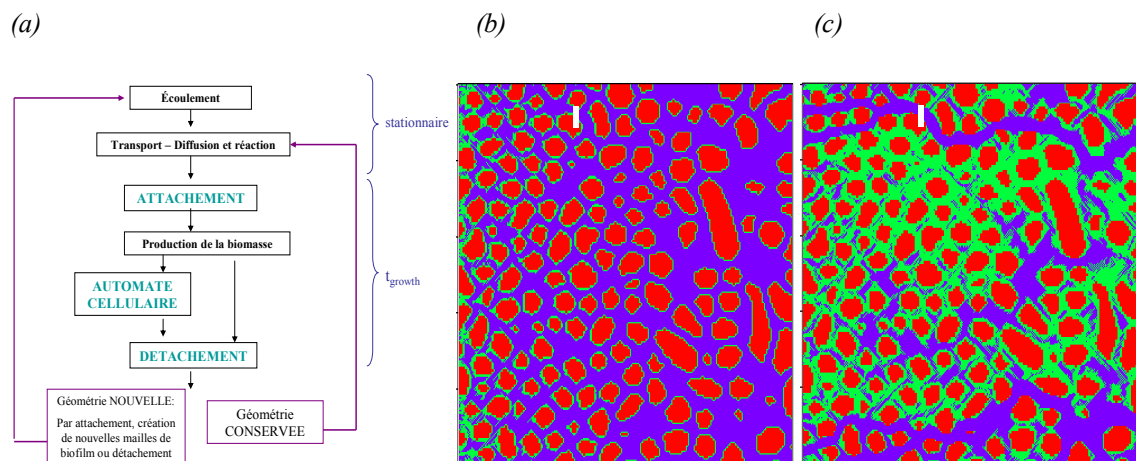 (a)
(b)
(c)
Écoulement
stationnaire
Transport – Diffusion et réaction
ATTACHEMENT
Production de la biomasse
AUTOMATE
CELLULAIRE
t_growth
DETACHEMENT
Géométrie NOUVELLE:
Par attachement, création
de nouvelles mailles de
biofilm ou détachement
Géométrie
CONSERVEE